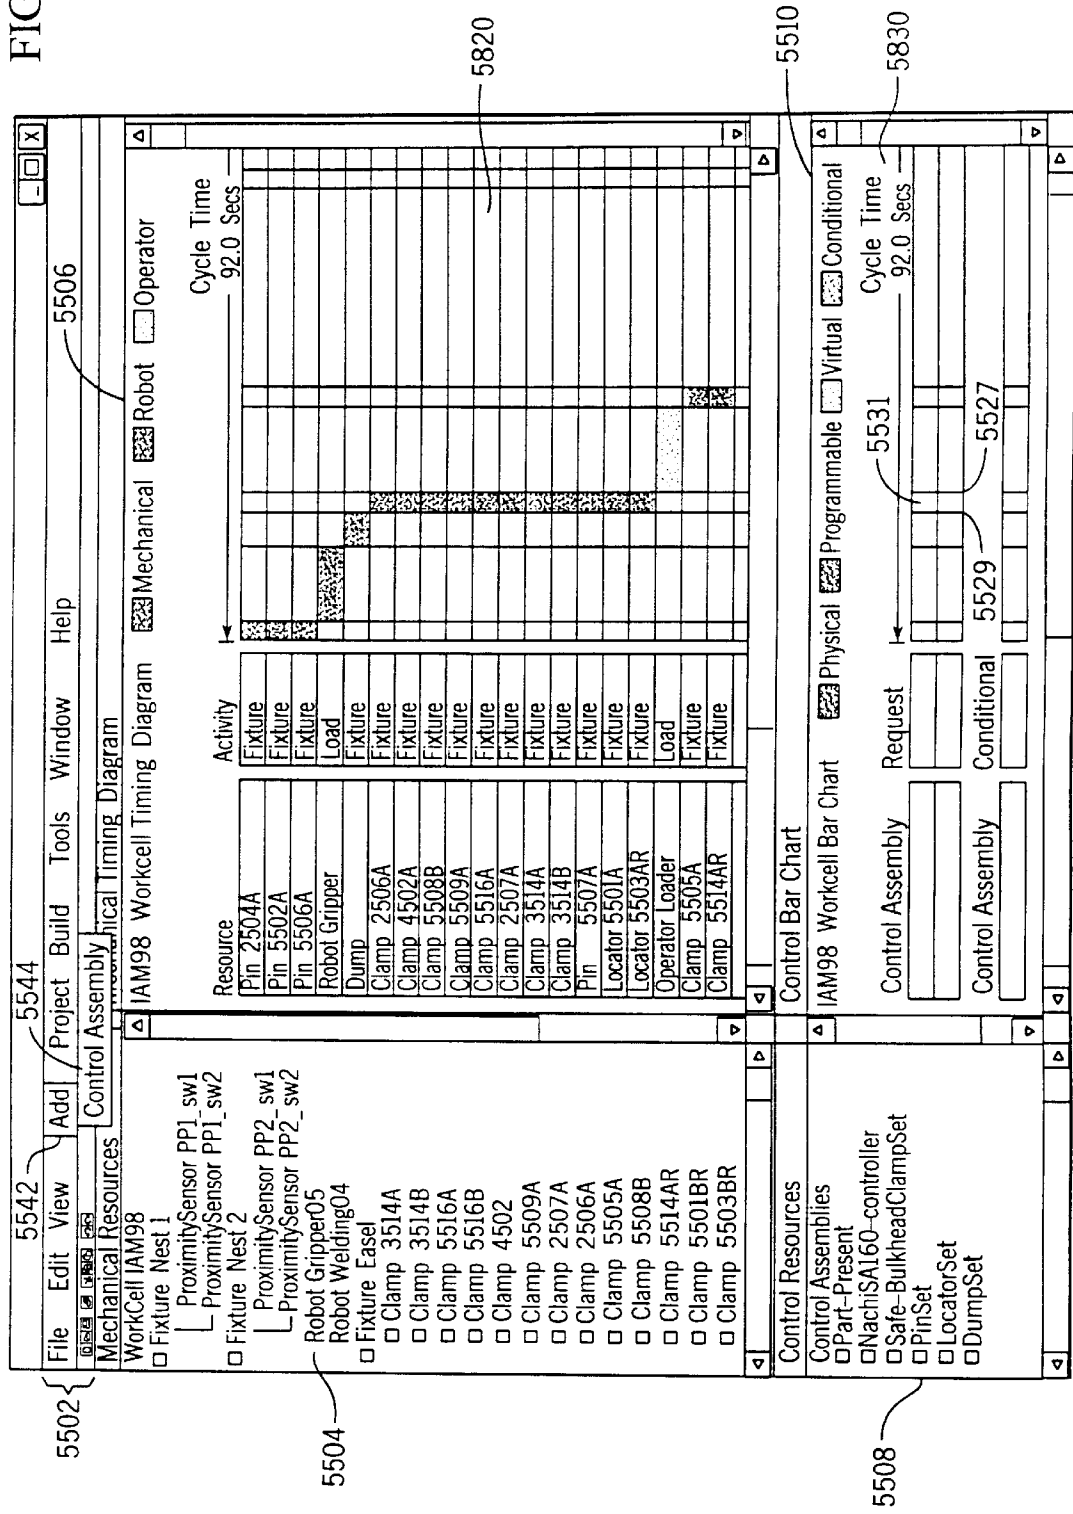 FIG
5542
5544
5506
5502
File Edit View Add Project Build Tools Window Help
Control Assembly
Mechanical Resources
Timing Diagram
WorkCell IAM98
Fixture Nest 1
ProximitySensor PP1_sw1
ProximitySensor PP1_sw2
Fixture Nest 2
ProximitySensor PP2_sw1
ProximitySensor PP2_sw2
Robot Gripper05
Robot Welding04
Fixture Easel
Clamp 3514A
Clamp 3514B
Clamp 5516A
Clamp 5516B
Clamp 4502
Clamp 5509A
Clamp 2507A
Clamp 2506A
Clamp 5505A
Clamp 5508B
Clamp 5514AR
Clamp 5501BR
Clamp 5503BR
5504
IAM98 Workcell Timing Diagram Mechanical Robot Operator
Cycle Time
92.0 Secs
Resource Activity
Pin 2504A Fixture
Pin 5502A Fixture
Pin 5506A Fixture
Robot Gripper Load
Dump Fixture
Clamp 2506A Fixture
Clamp 4502A Fixture
Clamp 5508B Fixture
Clamp 5509A Fixture
Clamp 5516A Fixture
Clamp 2507A Fixture
Clamp 3514A Fixture
Clamp 3514B Fixture
Pin 5507A Fixture
Locator 5501A Fixture
Locator 5503AR Fixture
Operator Loader Load
Clamp 5505A Fixture
Clamp 5514AR Fixture
5820
Control Resources
Control Assemblies
Part-Present
NachiSA160-controller
Safe-BulkheadClampSet
PinSet
LocatorSet
DumpSet
5508
Control Bar Chart
5510
IAM98 Workcell Bar Chart Physical Programmable Virtual Conditional
Cycle Time
92.0 Secs
5830
5531
Control Assembly Request
5529
5527
Control Assembly Conditional